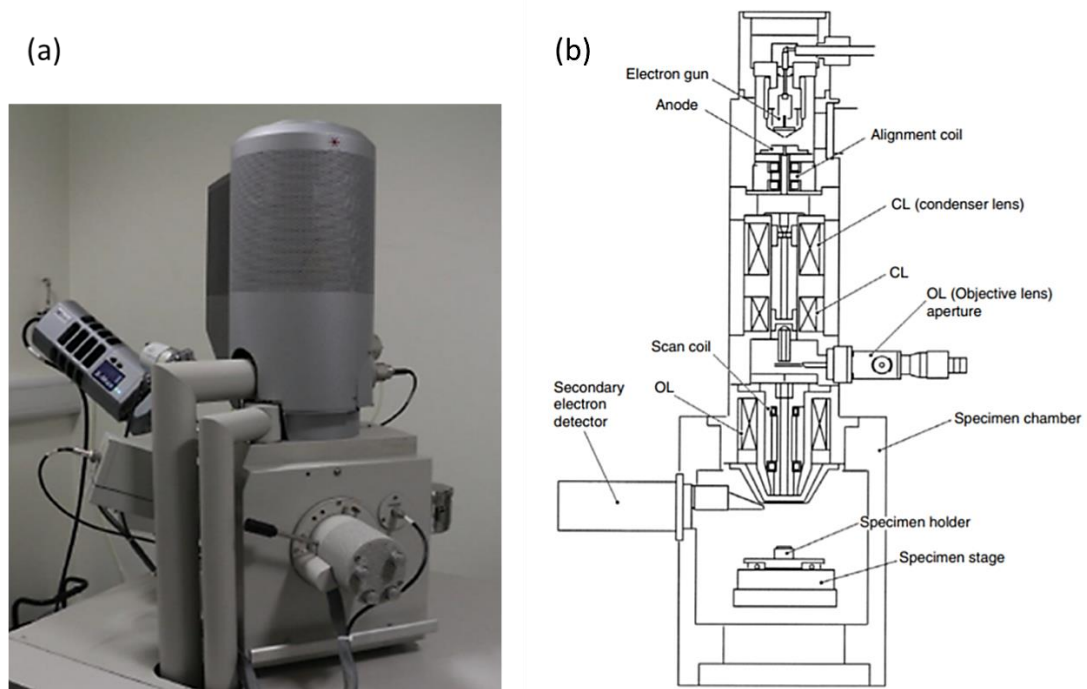 (a)
(b)
Electron gun
Anode
Alignment coil
CL (condenser lens)
CL
OL (Objective lens)
aperture
Scan coil
OL
Secondary
electron
detector
Specimen chamber
Specimen holder
Specimen stage